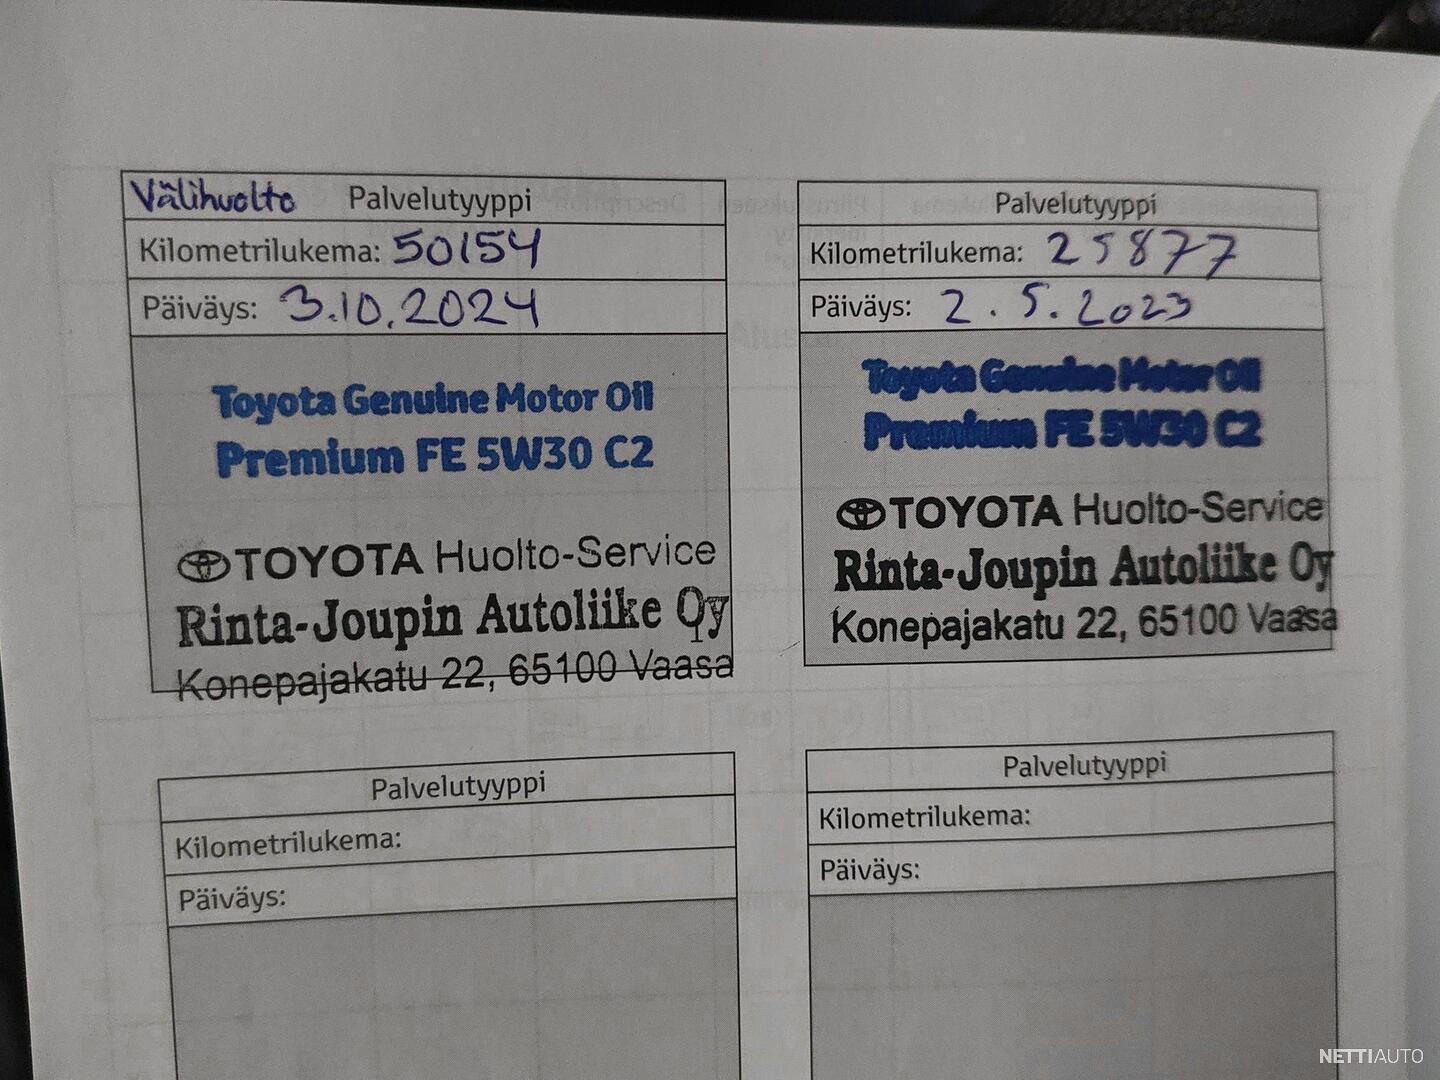 Välihuolto Palvelutyyppi
Kilometrilukema: 50154
Päiväys: 3.10.2024
Toyota Genuine Motor Oil
Premium FE 5W30 C2
TOYOTA Huolto-Service
Rinta-Joupin Autoliike Oy
Konepajakatu 22, 65100 Vaasa
Palvelutyyppi
Kilometrilukema: 25877
Päiväys: 2.5.2023
Toyota Genuine Motor Oil
Premium FE 5W30 C2
TOYOTA Huolto-Service
Rinta-Joupin Autoliike Oy
Konepajakatu 22, 65100 Vaasa
Palvelutyyppi
Kilometrilukema:
Päiväys:
Palvelutyyppi
Kilometrilukema:
Päiväys:
NETTIAUTO